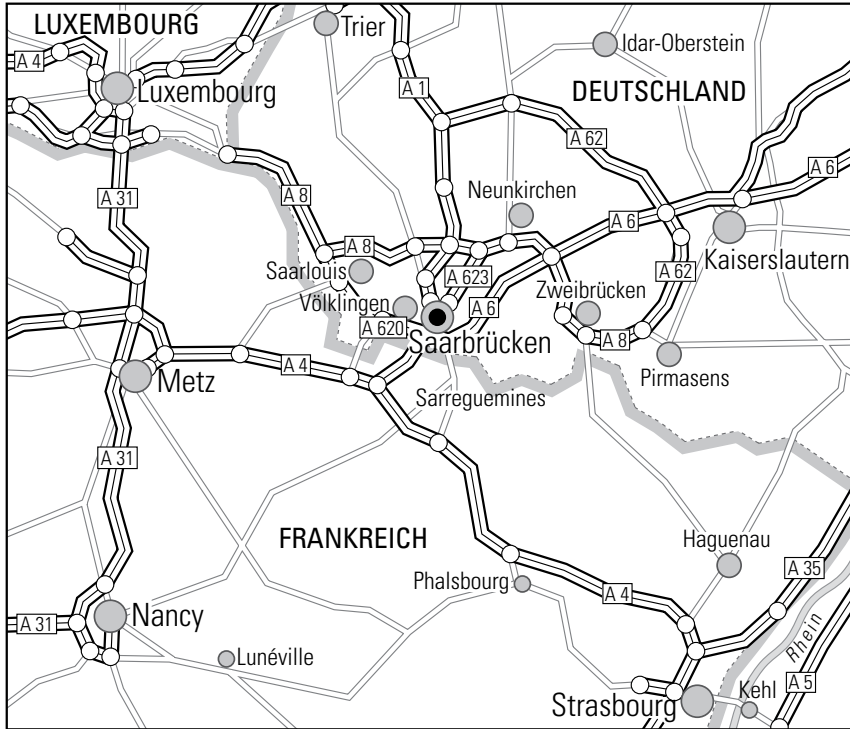 LUXEMBOURG
Trier
Idar-Oberstein
A 4
A 1
Luxembourg
DEUTSCHLAND
A 62
A 6
A 31
A 8
Neunkirchen
A 6
A 8
Kaiserslautern
Saarlouis
A 623
A 62
Völklingen
A 6
Zweibrücken
A 620
Saarbrücken
A 8
A 4
Metz
Pirmasens
Sarreguemines
A 31
FRANKREICH
Haguenau
A 35
Phalsbourg
A 4
Nancy
A 31
Rhein
Lunéville
A 5
Kehl
Strasbourg